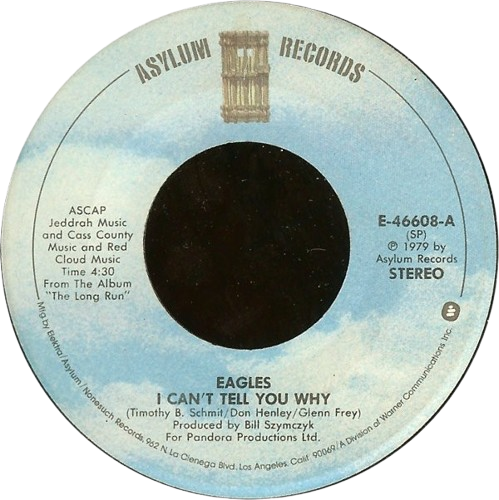 ASYLUM RECORDS
ASCAP
Jeddrah Music
and Cass County
Music and Red
Cloud Music
Time 4:30
From The Album
"The Long Run"
E-46608-A
(SP)
℗ 1979 by
Asylum Records
STEREO
EAGLES
I CAN'T TELL YOU WHY
(Timothy B. Schmit/Don Henley/Glenn Frey)
Produced by Bill Szymczyk
For Pandora Productions Ltd.
Mfg. by Elektra/Asylum/Nonesuch Records, 962 N. La Cienega Blvd., Los Angeles, Calif. 90069/A Division of Warner Communications Inc.